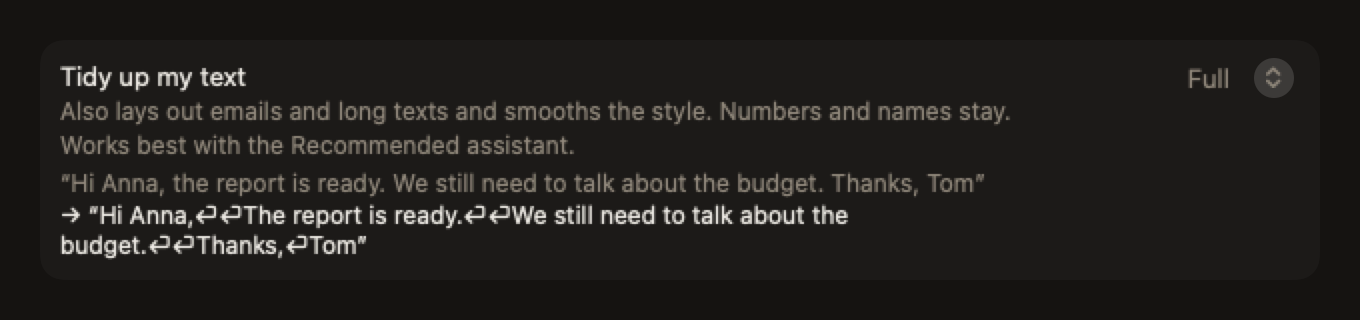 Tidy up my text
Full
Also lays out emails and long texts and smooths the style. Numbers and names stay.
Works best with the Recommended assistant.
“Hi Anna, the report is ready. We still need to talk about the budget. Thanks, Tom”
→ “Hi Anna,⏎⏎The report is ready.⏎⏎We still need to talk about the
budget.⏎⏎Thanks,⏎Tom”